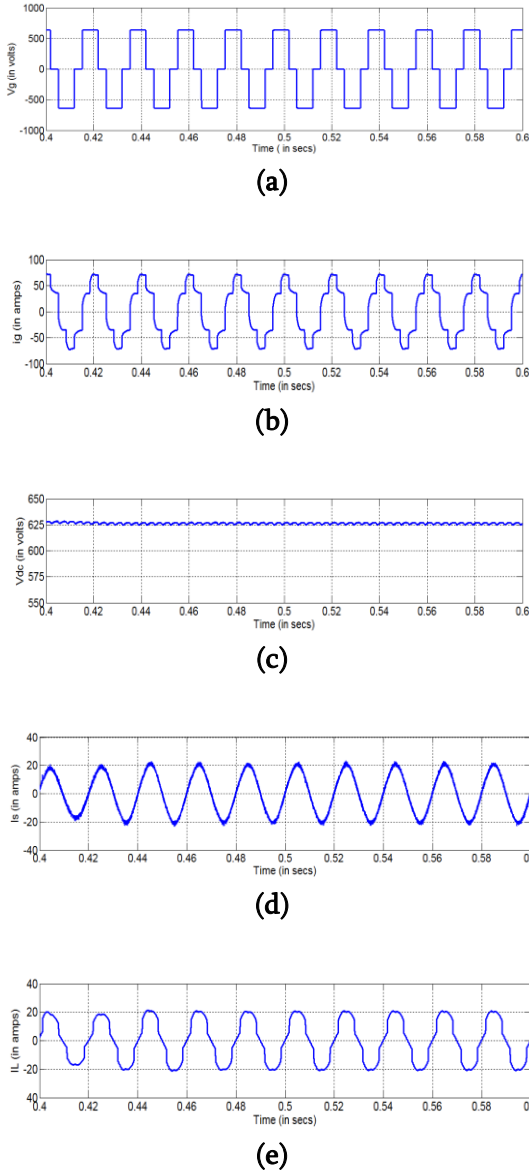 1000
500
0
-500
-1000
Vg (in volts)
0.4 0.42 0.44 0.46 0.48 0.5 0.52 0.54 0.56 0.58 0.6
Time ( in secs)
(a)
100
50
0
-50
-100
ig (in amps)
0.4 0.42 0.44 0.46 0.48 0.5 0.52 0.54 0.56 0.58 0.6
Time (in secs)
(b)
650
625
600
575
550
Vdc (in volts)
0.4 0.42 0.44 0.46 0.48 0.5 0.52 0.54 0.56 0.58 0.6
Time (in secs)
(c)
40
20
0
-20
-40
Is (in amps)
0.4 0.42 0.44 0.46 0.48 0.5 0.52 0.54 0.56 0.58 0
Time (in secs)
(d)
40
20
0
-20
40
IL (in amps)
0.4 0.42 0.44 0.46 0.48 0.5 0.52 0.54 0.56 0.58 0
Time (in secs)
(e)